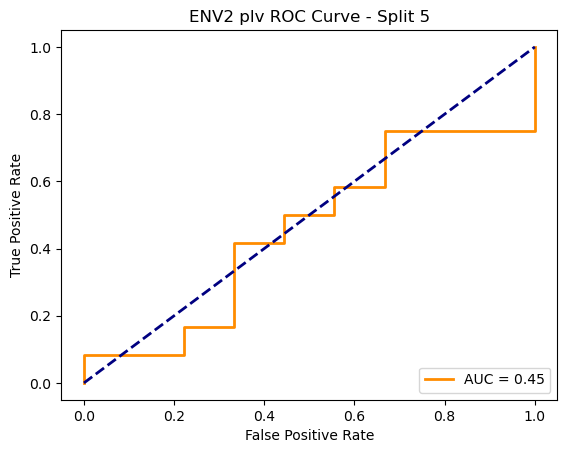 ENV2 plv ROC Curve - Split 5
True Positive Rate
1.0
0.8
0.6
0.4
0.2
0.0
AUC = 0.45
0.0 0.2 0.4 0.6 0.8 1.0
False Positive Rate